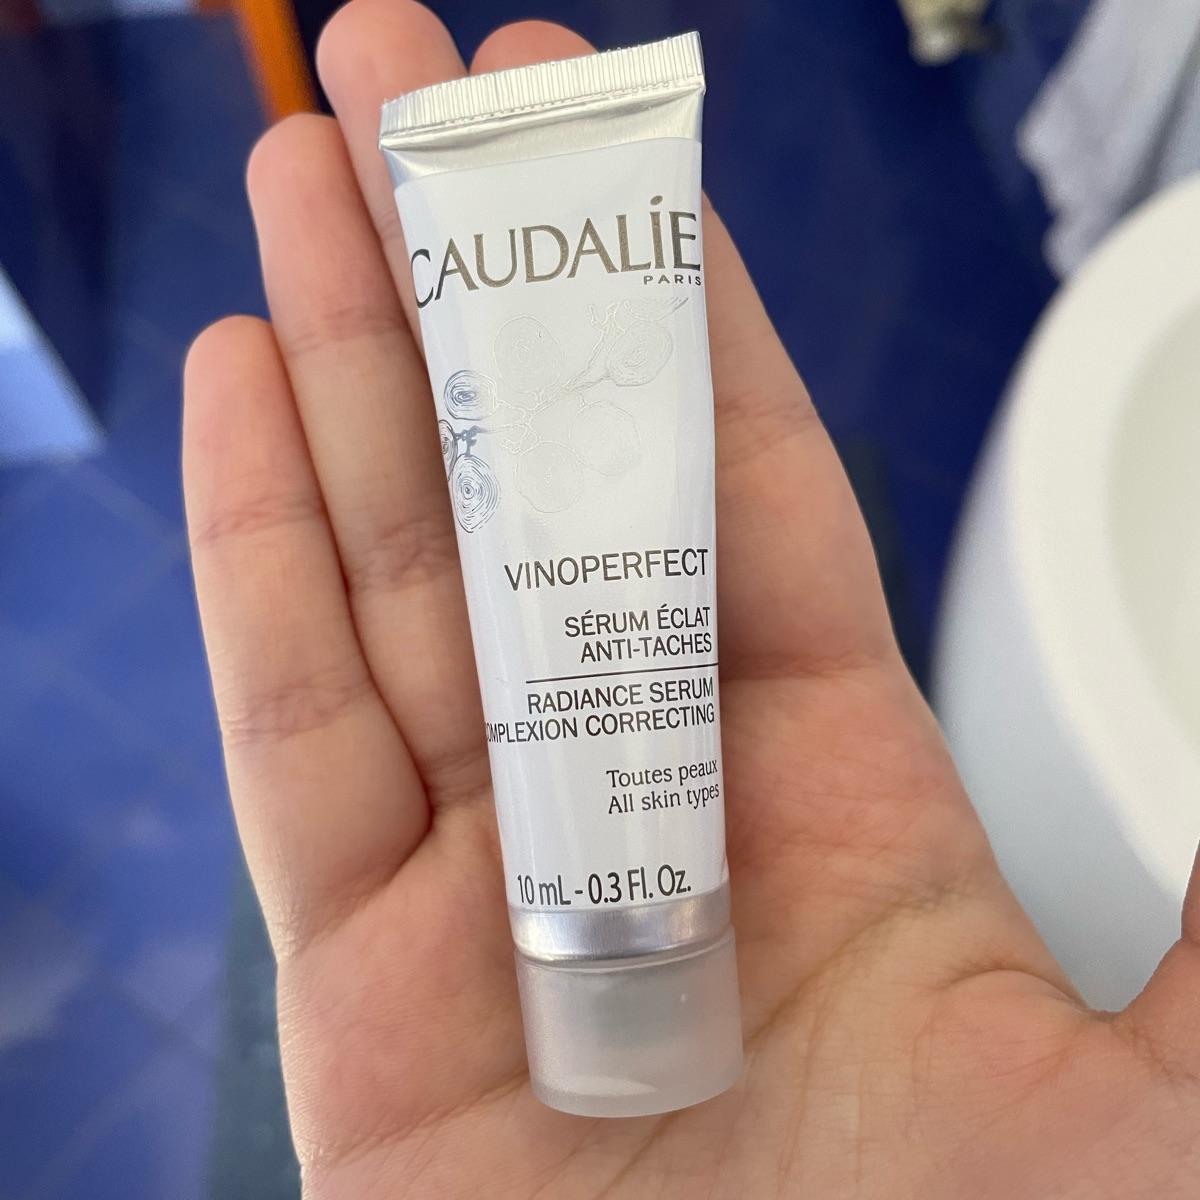 CAUDALÍE
PARIS
VINOPERFECT
SÉRUM ÉCLAT
ANTI-TACHES
RADIANCE SERUM
COMPLEXION CORRECTING
Toutes peaux
All skin types
10 mL - 0.3 Fl. Oz.